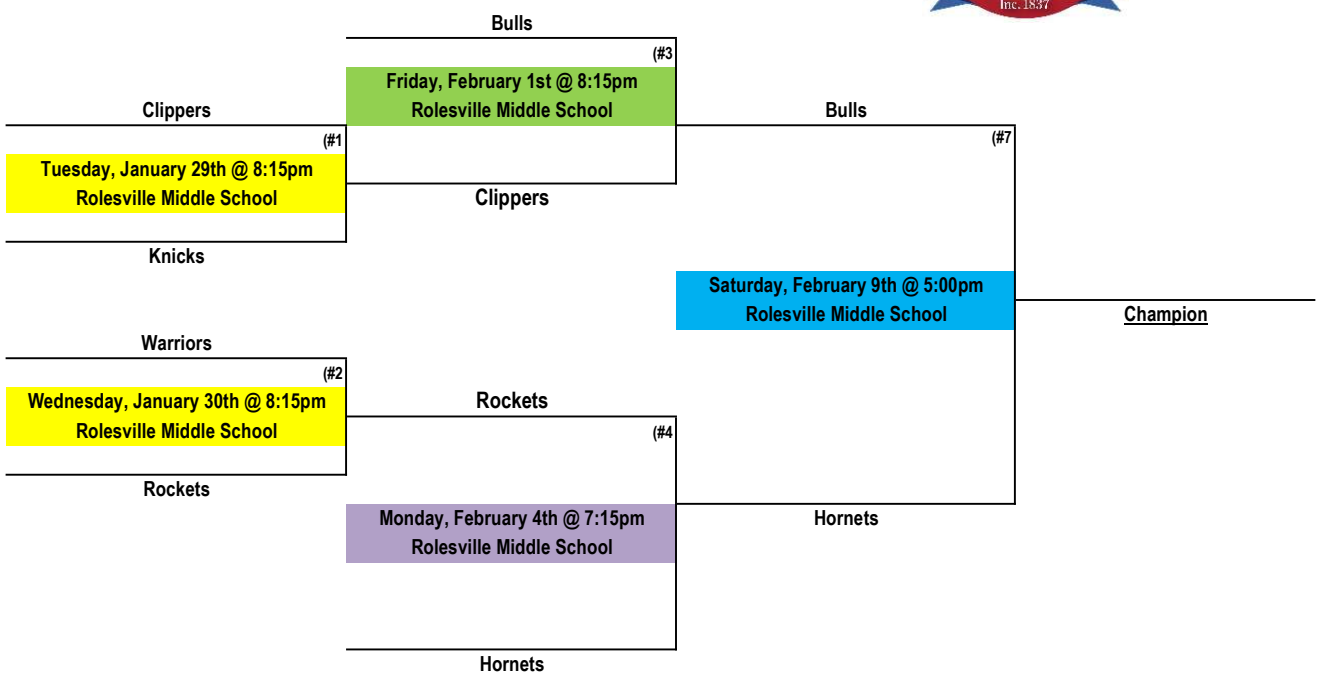 Inc. 1837
Bulls
(#3
Friday, February 1st @ 8:15pm
Rolesville Middle School
Clippers
Bulls
(#1
(#7
Tuesday, January 29th @ 8:15pm
Rolesville Middle School
Clippers
Knicks
Saturday, February 9th @ 5:00pm
Rolesville Middle School
Champion
Warriors
(#2
Wednesday, January 30th @ 8:15pm
Rolesville Middle School
Rockets
(#4
Rockets
Monday, February 4th @ 7:15pm
Rolesville Middle School
Hornets
Hornets